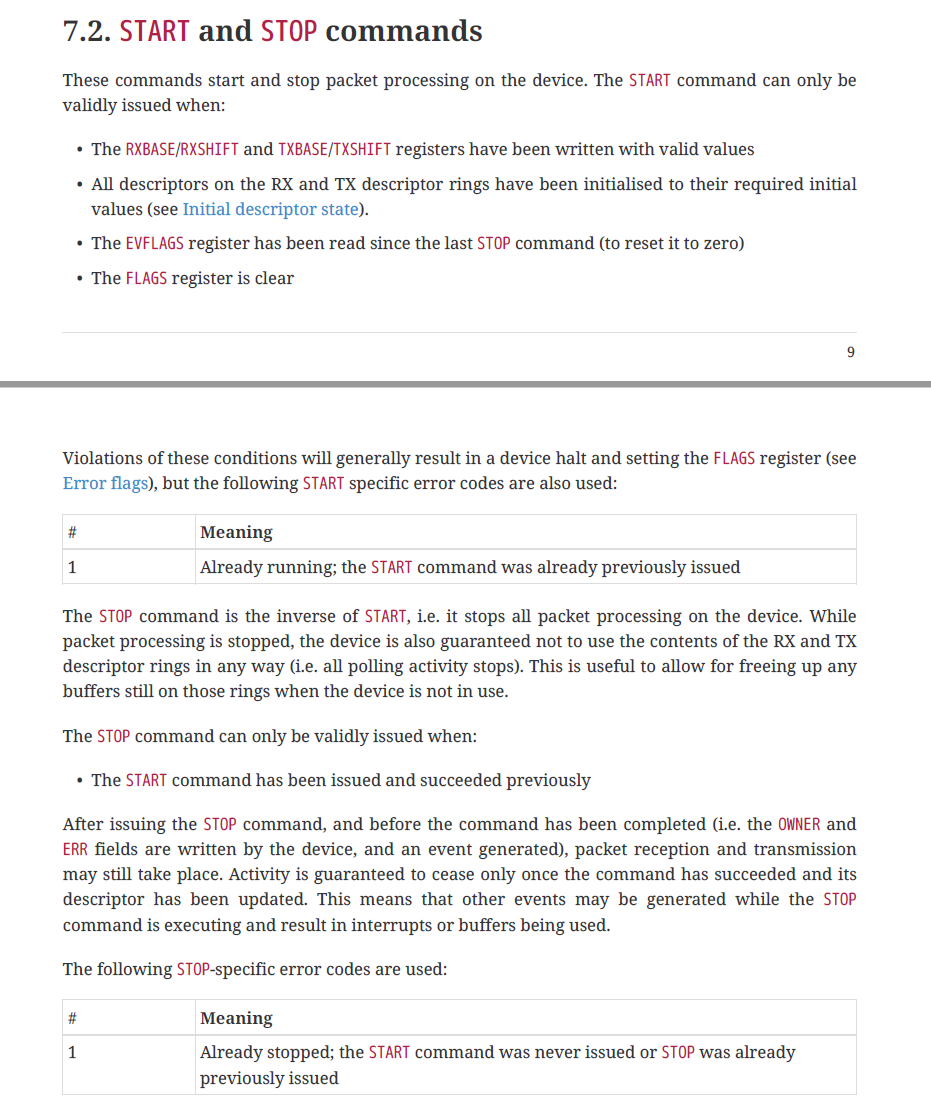 7.2. START and STOP commands
These commands start and stop packet processing on the device. The START command can only be
validly issued when:
• The RXBASE/RXSHIFT and TXBASE/TXSHIFT registers have been written with valid values
• All descriptors on the RX and TX descriptor rings have been initialised to their required initial
values (see Initial descriptor state).
• The EVFLAGS register has been read since the last STOP command (to reset it to zero)
• The FLAGS register is clear
9
Violations of these conditions will generally result in a device halt and setting the FLAGS register (see
Error flags), but the following START specific error codes are also used:
# Meaning
1 Already running; the START command was already previously issued
The STOP command is the inverse of START, i.e. it stops all packet processing on the device. While
packet processing is stopped, the device is also guaranteed not to use the contents of the RX and TX
descriptor rings in any way (i.e. all polling activity stops). This is useful to allow for freeing up any
buffers still on those rings when the device is not in use.
The STOP command can only be validly issued when:
• The START command has been issued and succeeded previously
After issuing the STOP command, and before the command has been completed (i.e. the OWNER and
ERR fields are written by the device, and an event generated), packet reception and transmission
may still take place. Activity is guaranteed to cease only once the command has succeeded and its
descriptor has been updated. This means that other events may be generated while the STOP
command is executing and result in interrupts or buffers being used.
The following STOP-specific error codes are used:
# Meaning
1 Already stopped; the START command was never issued or STOP was already
previously issued